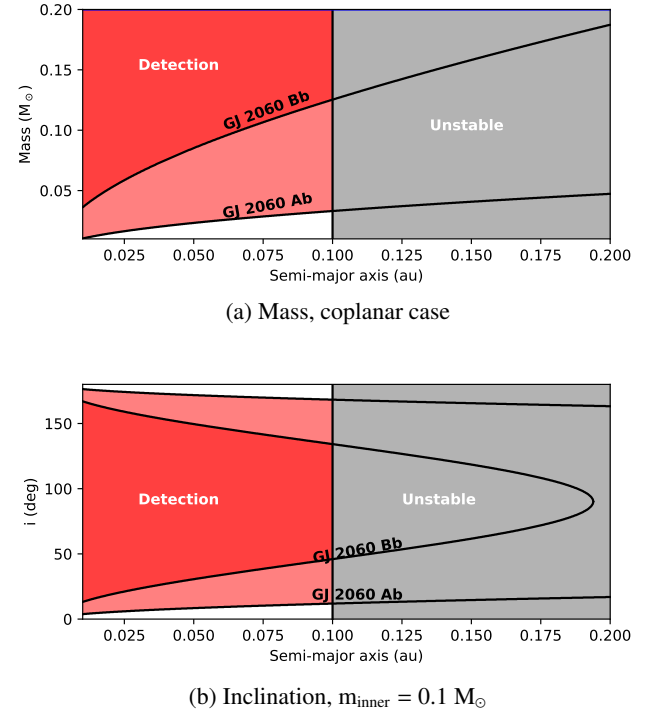 0.20
0.15
0.10
0.05
Mass (M☉)
Detection
GJ 2060 Bb
Unstable
GJ 2060 Ab
0.025 0.050 0.075 0.100 0.125 0.150 0.175 0.200
Semi-major axis (au)
(a) Mass, coplanar case
150
100
50
0
i (deg)
Detection
Unstable
GJ 2060 Bb
GJ 2060 Ab
0.025 0.050 0.075 0.100 0.125 0.150 0.175 0.200
Semi-major axis (au)
(b) Inclination, m_inner = 0.1 M☉